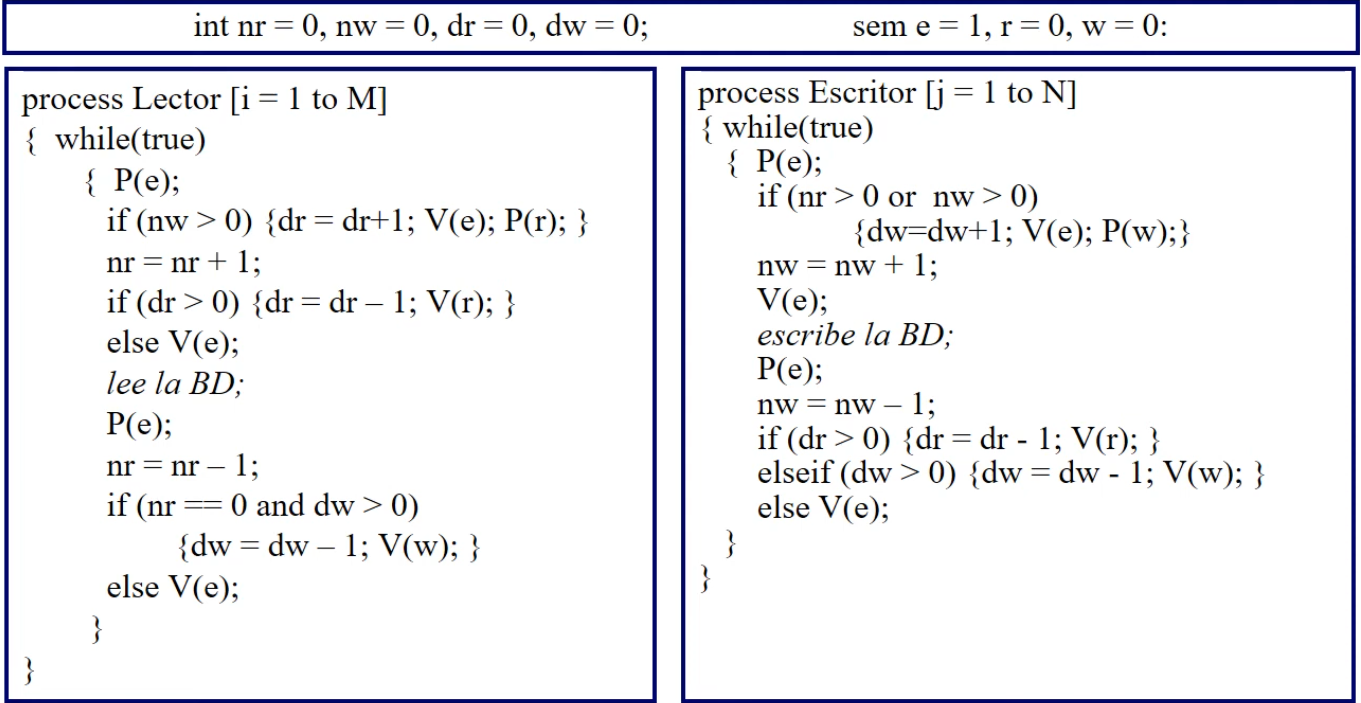 int nr = 0, nw = 0, dr = 0, dw = 0; sem e = 1, r = 0, w = 0:
process Lector [i = 1 to M]
{ while(true)
{ P(e);
if (nw > 0) {dr = dr+1; V(e); P(r); }
nr = nr + 1;
if (dr > 0) {dr = dr – 1; V(r); }
else V(e);
lee la BD;
P(e);
nr = nr – 1;
if (nr == 0 and dw > 0)
{dw = dw – 1; V(w); }
else V(e);
}
}
process Escritor [j = 1 to N]
{ while(true)
{ P(e);
if (nr > 0 or nw > 0)
{dw=dw+1; V(e); P(w);}
nw = nw + 1;
V(e);
escribe la BD;
P(e);
nw = nw – 1;
if (dr > 0) {dr = dr - 1; V(r); }
elseif (dw > 0) {dw = dw - 1; V(w); }
else V(e);
}
}